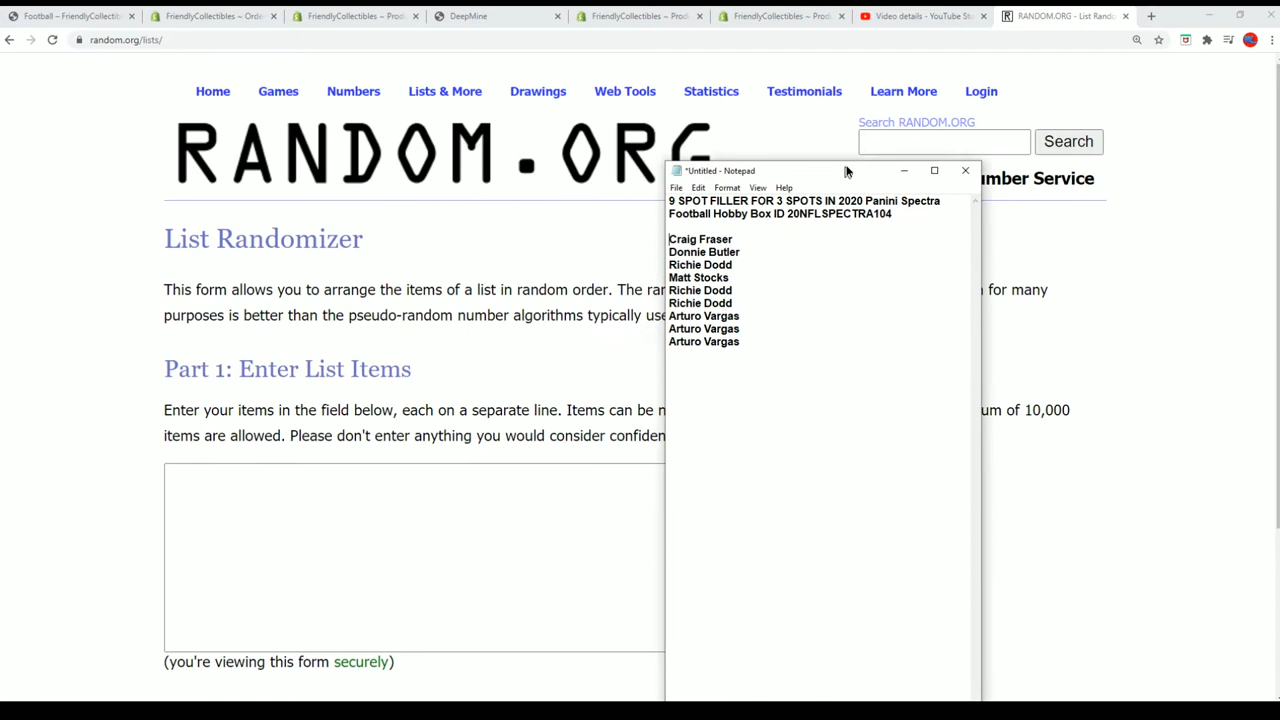 Football – FriendlyCollectibles
FriendlyCollectibles ~ Orde
FriendlyCollectibles ~ Produ
DeepMine
FriendlyCollectibles ~ Produ
FriendlyCollectibles ~ Produ
Video details - YouTube Stu
RANDOM.ORG - List Rando
random.org/lists/
Home Games Numbers Lists & More Drawings Web Tools Statistics Testimonials Learn More Login
RANDOM.ORG
Search RANDOM.ORG
Search
umber Service
*Untitled - Notepad
File Edit Format View Help
9 SPOT FILLER FOR 3 SPOTS IN 2020 Panini Spectra
Football Hobby Box ID 20NFLSPECTRA104
Craig Fraser
Donnie Butler
Richie Dodd
Matt Stocks
Richie Dodd
Richie Dodd
Arturo Vargas
Arturo Vargas
Arturo Vargas
List Randomizer
This form allows you to arrange the items of a list in random order. The ra for many
purposes is better than the pseudo-random number algorithms typically use
Part 1: Enter List Items
Enter your items in the field below, each on a separate line. Items can be n um of 10,000
items are allowed. Please don't enter anything you would consider confiden
(you're viewing this form securely)